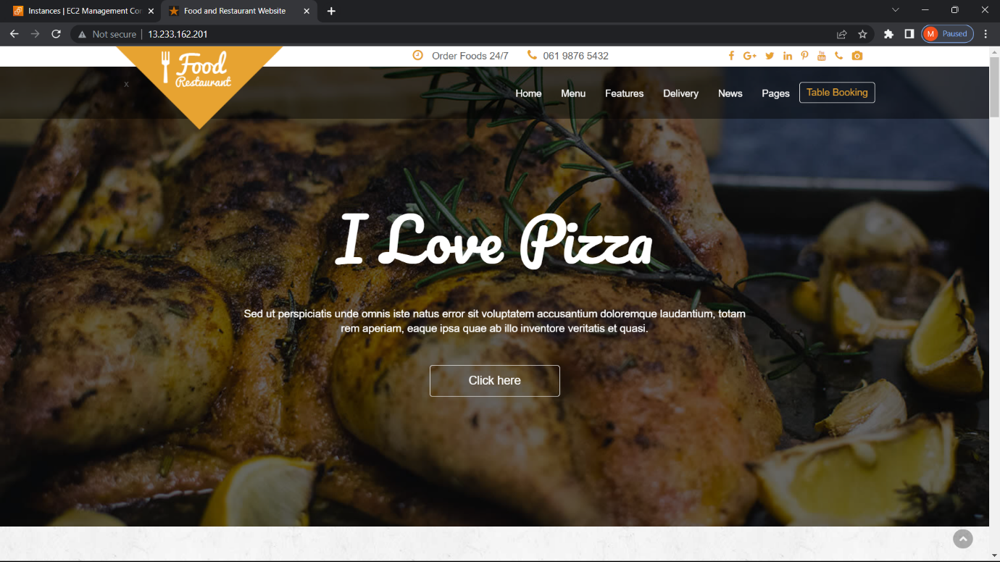 Instances | EC2 Management Con
Food and Restaurant Website
Not secure
13.233.162.201
M Paused
Food
Restaurant
Order Foods 24/7
061 9876 5432
x
Home
Menu
Features
Delivery
News
Pages
Table Booking
I Love Pizza
Sed ut perspiciatis unde omnis iste natus error sit voluptatem accusantium doloremque laudantium, totam
rem aperiam, eaque ipsa quae ab illo inventore veritatis et quasi.
Click here